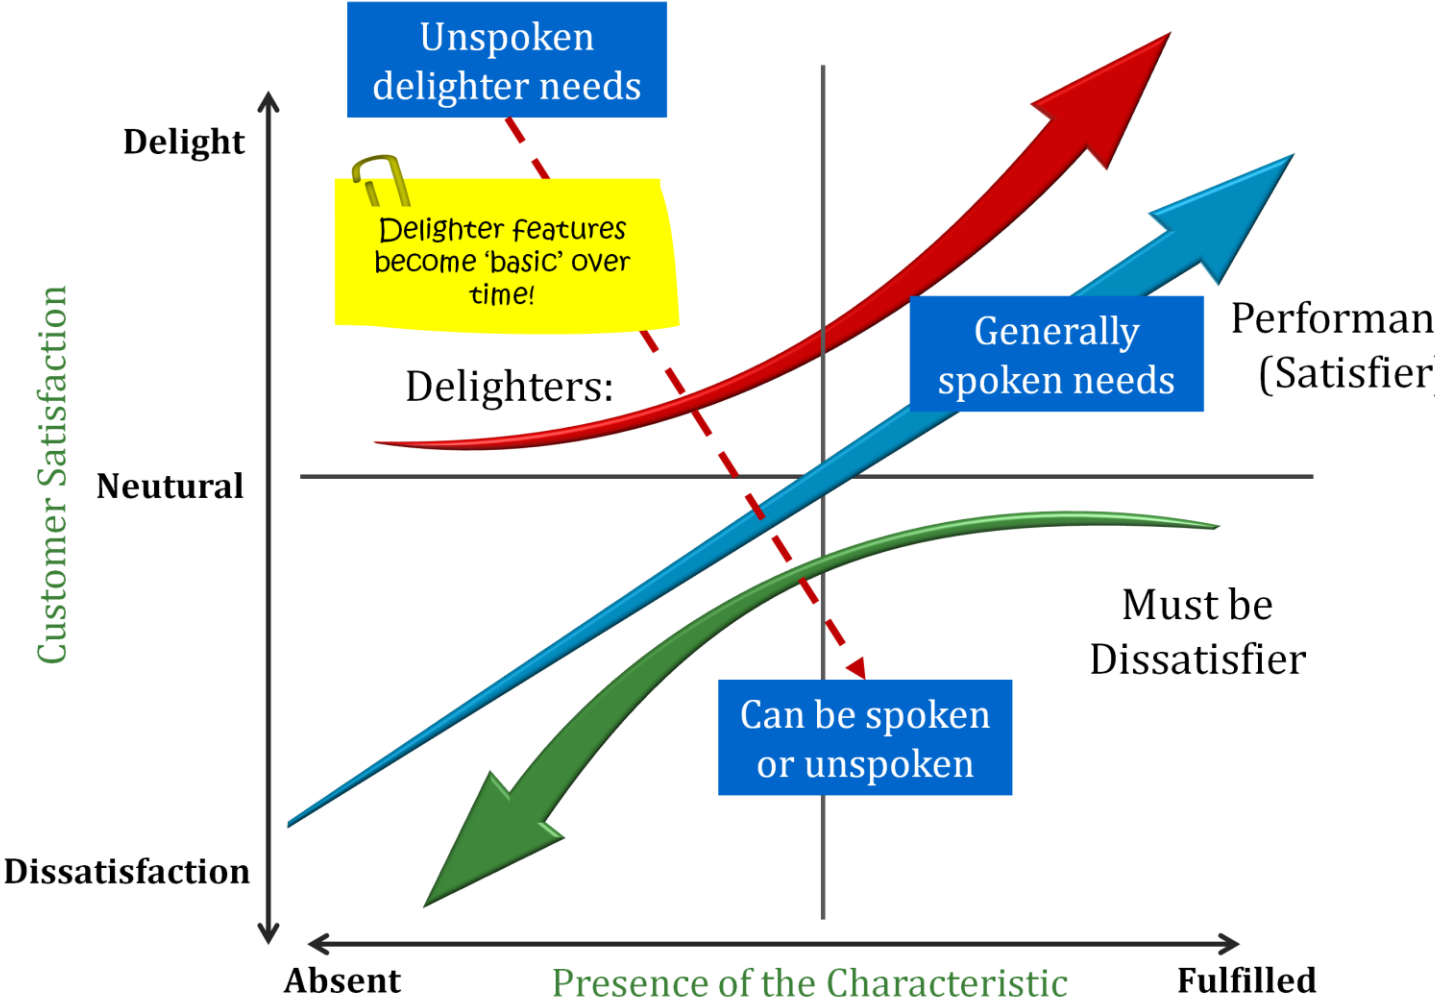 Unspoken
delighter needs
Delight
Delighter features
become ‘basic’ over
time!
Delighters:
Generally
spoken needs
Performan
(Satisfier)
Customer Satisfaction
Neutural
Must be
Dissatisfier
Can be spoken
or unspoken
Dissatisfaction
Absent
Presence of the Characteristic
Fulfilled